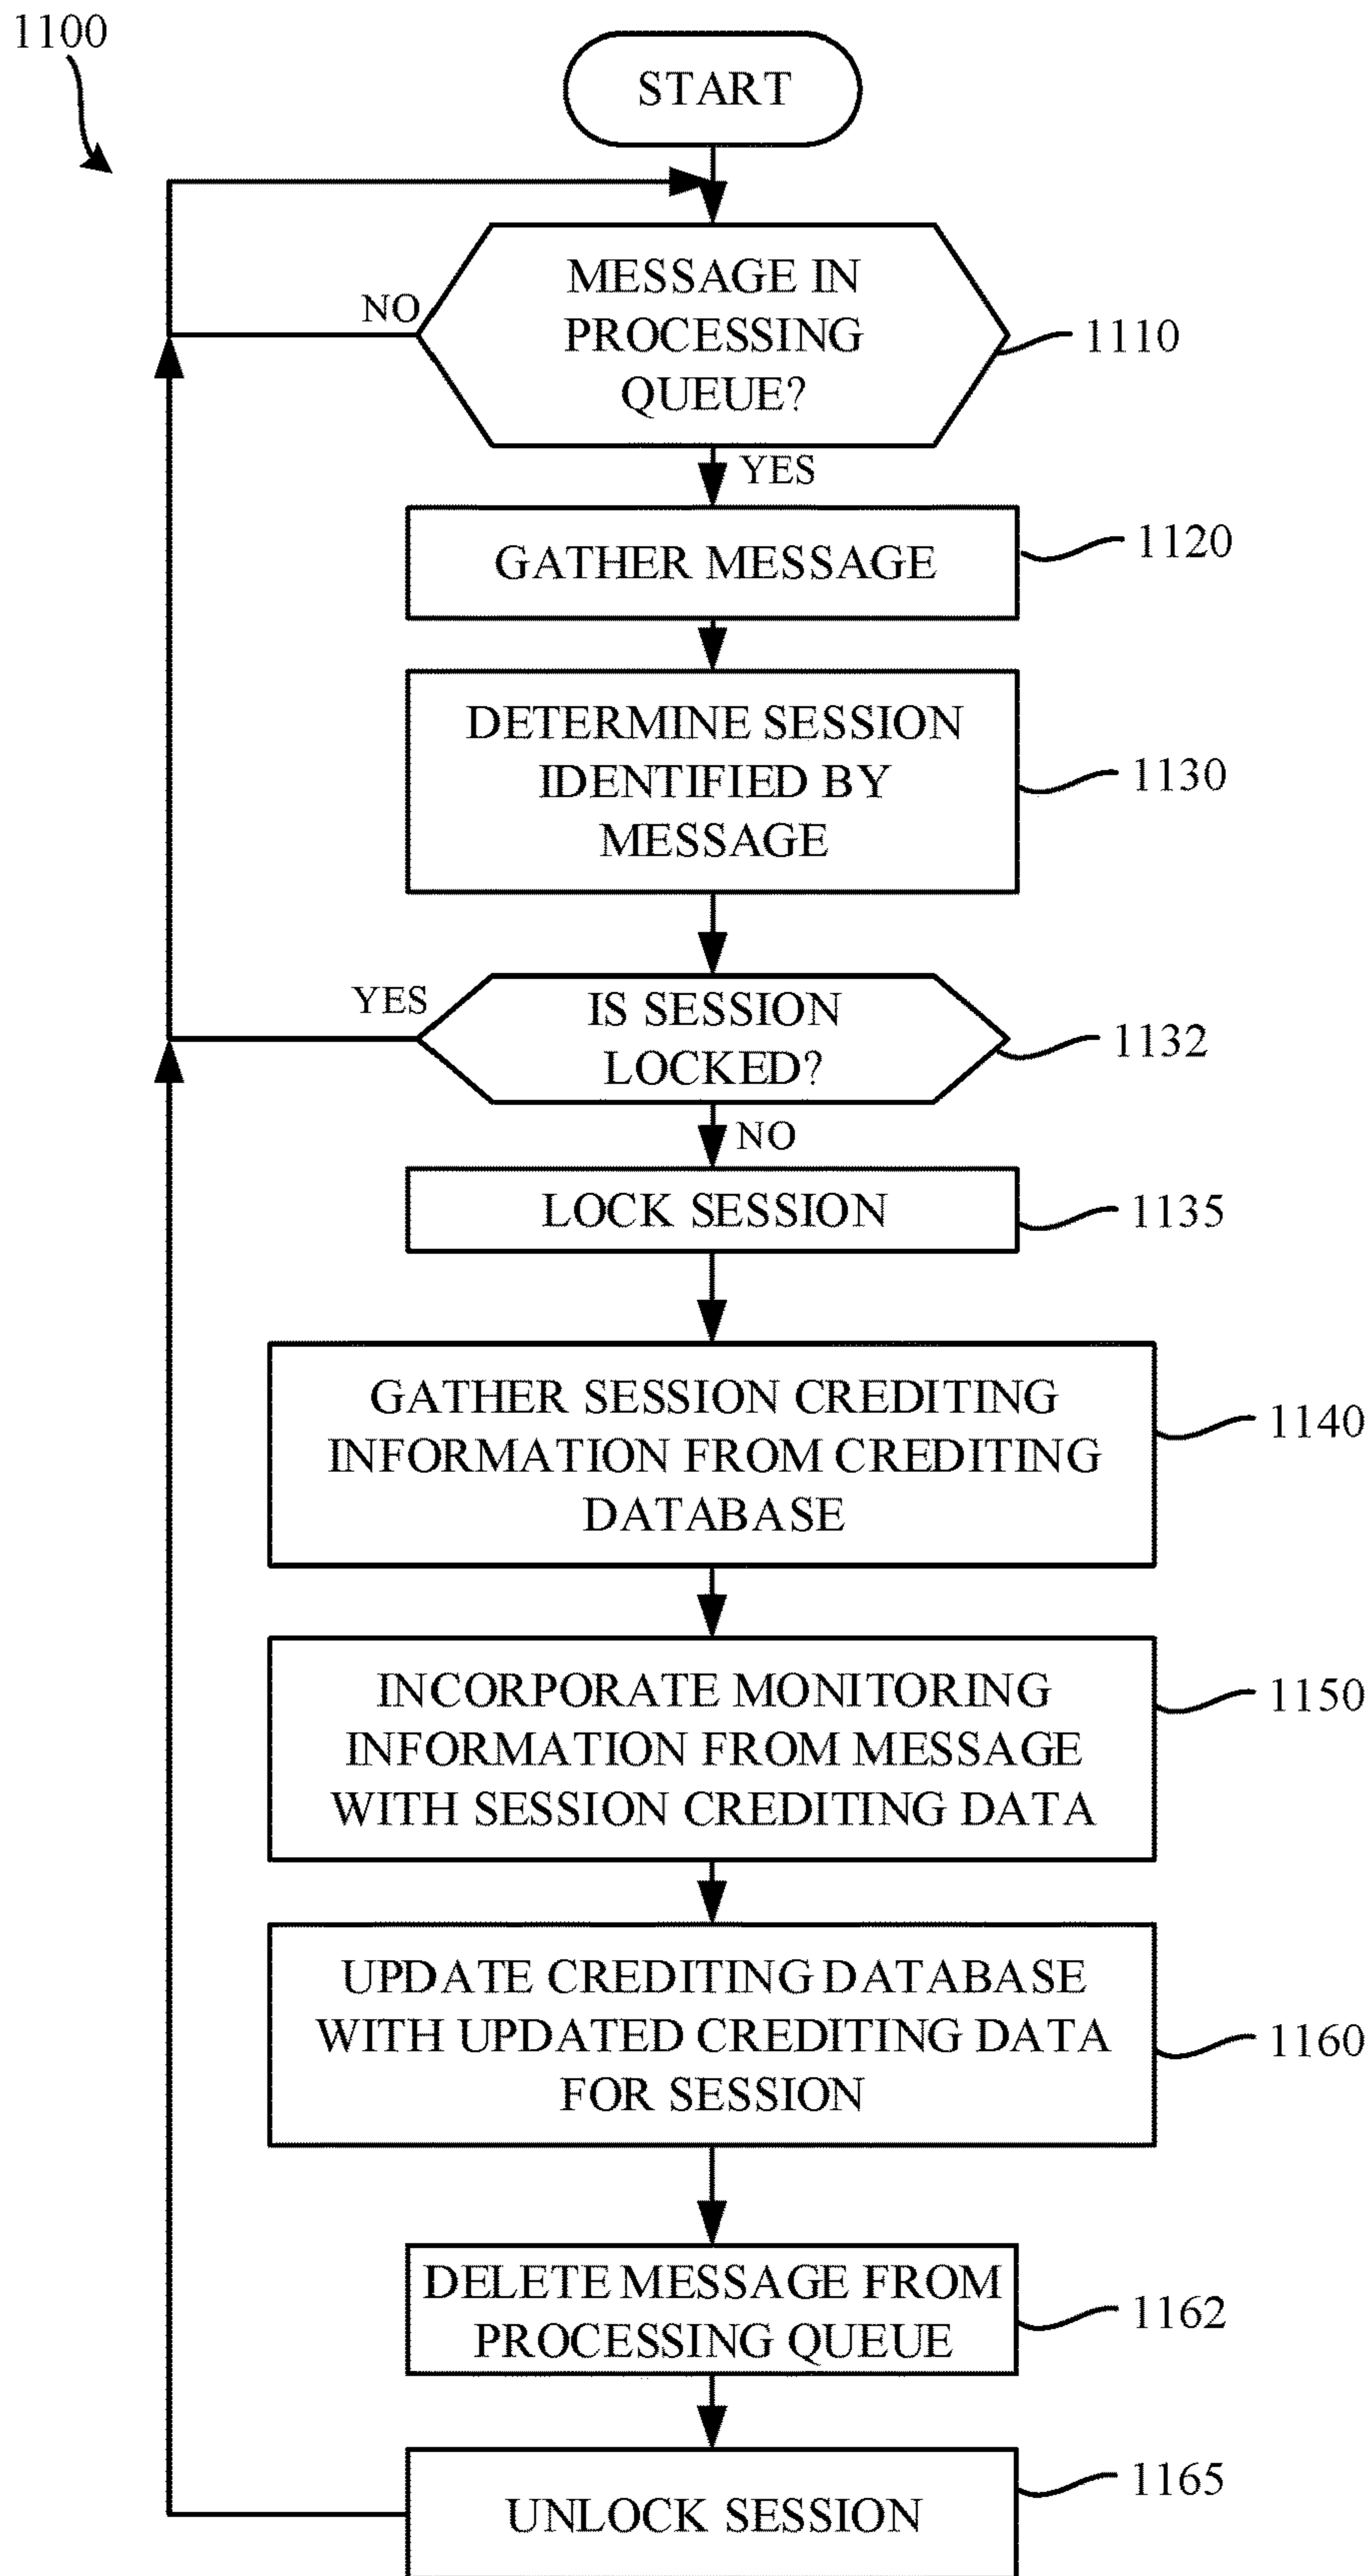 1100
START
MESSAGE IN
PROCESSING
QUEUE?
NO
1110
YES
GATHER MESSAGE
1120
DETERMINE SESSION
IDENTIFIED BY
MESSAGE
1130
YES
IS SESSION
LOCKED?
1132
NO
LOCK SESSION
1135
GATHER SESSION CREDITING
INFORMATION FROM CREDITING
DATABASE
1140
INCORPORATE MONITORING
INFORMATION FROM MESSAGE
WITH SESSION CREDITING DATA
1150
UPDATE CREDITING DATABASE
WITH UPDATED CREDITING DATA
FOR SESSION
1160
DELETE MESSAGE FROM
PROCESSING QUEUE
1162
UNLOCK SESSION
1165